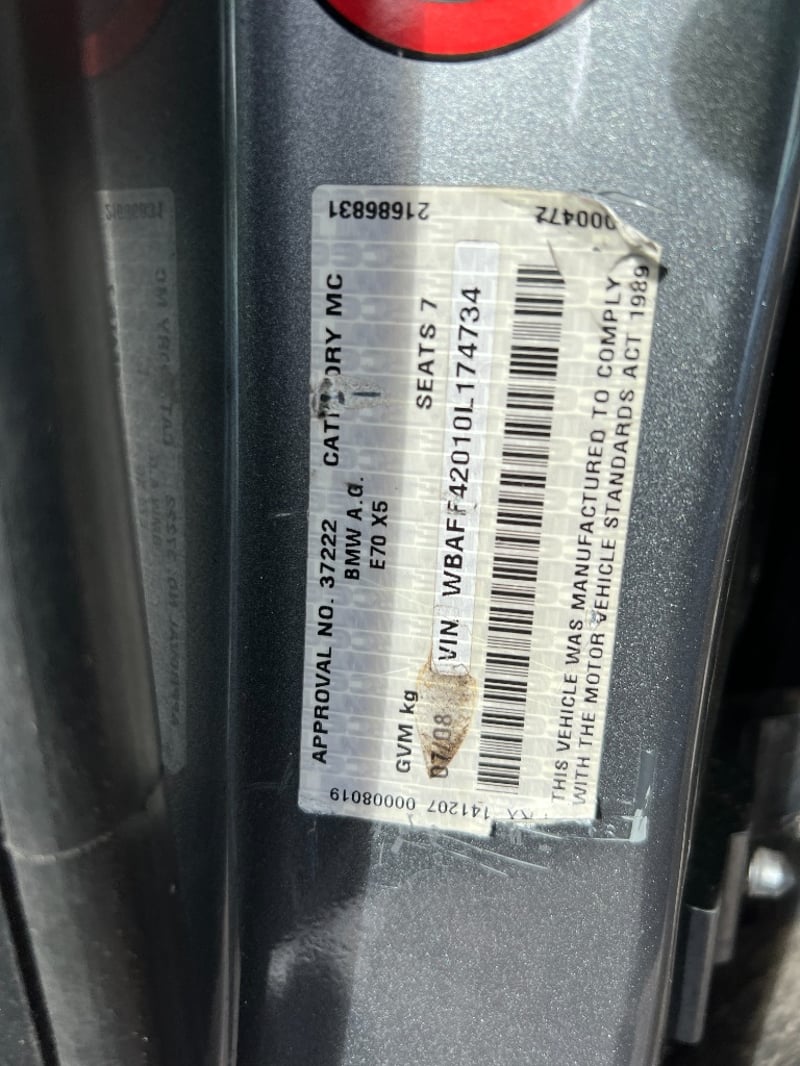 21686831
000472
APPROVAL NO. 37222 CAT ORY MC
BMW A.G.
E70 X5
GVM kg SEATS 7
07/08 VIN WBAFF42010L174734
THIS VEHICLE WAS MANUFACTURED TO COMPLY
WITH THE MOTOR VEHICLE STANDARDS ACT 1989
141207 00008019